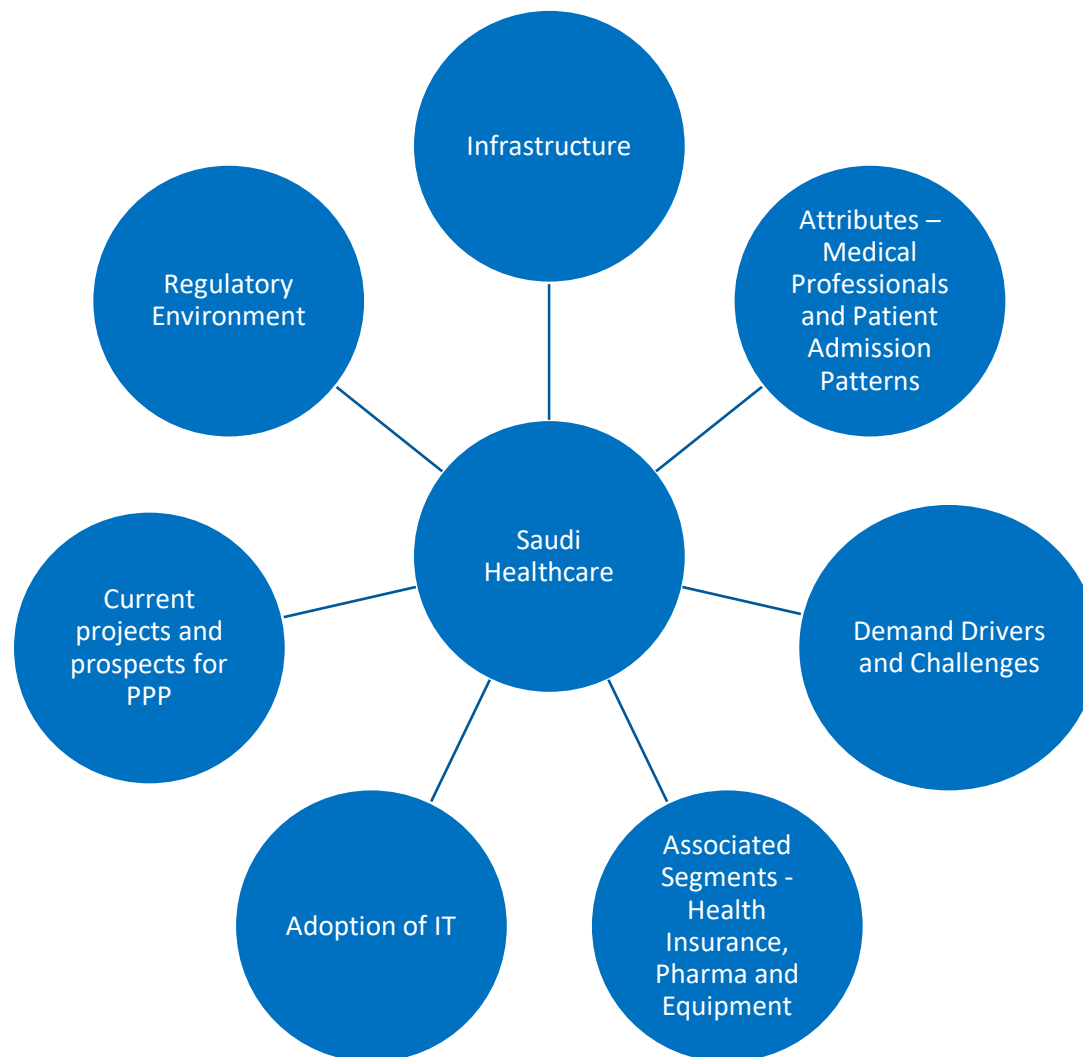 Infrastructure
Attributes –
Medical
Professionals
and Patient
Admission
Patterns
Regulatory
Environment
Saudi
Healthcare
Current
projects and
prospects for
PPP
Demand Drivers
and Challenges
Adoption of IT
Associated
Segments -
Health
Insurance,
Pharma and
Equipment